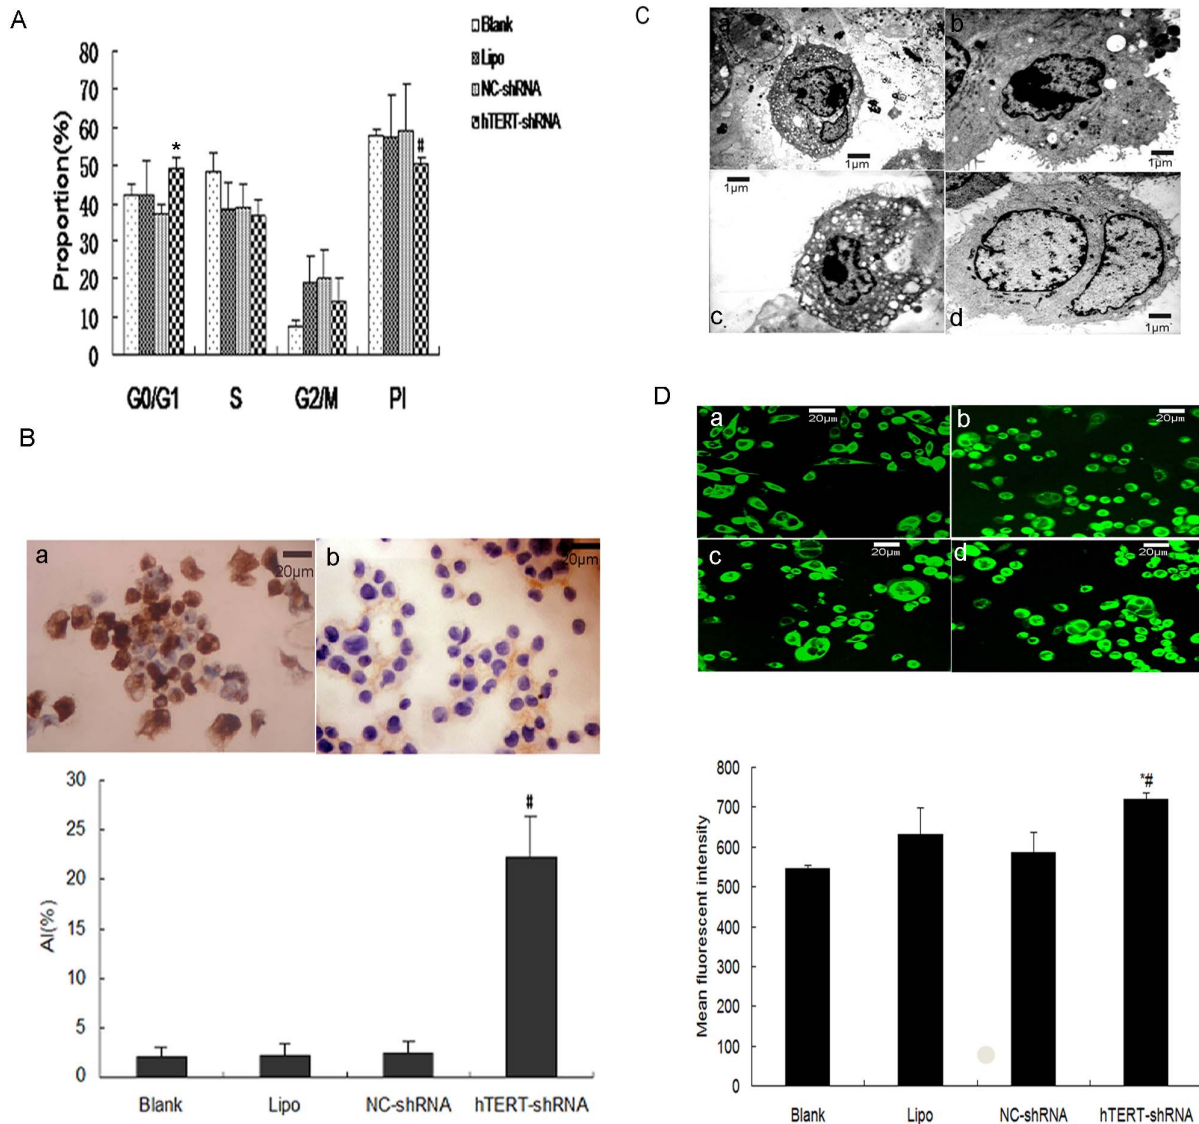 A
Blank
Lipo
NC-shRNA
hTERT-shRNA
Proportion(%)
80
70
60
50
40
30
20
10
0
*
#
G0/G1 S G2/M PI
B
a
20μm
b
20μm
AI(%)
30
25
20
15
10
5
0
#
Blank Lipo NC-shRNA hTERT-shRNA
C
a
1μm
b
1μm
c
1μm
d
1μm
D
a
20μm
b
20μm
c
20μm
d
20μm
Mean fluorescent intensity
800
700
600
500
400
300
200
100
0
*#
Blank Lipo NC-shRNA hTERT-shRNA